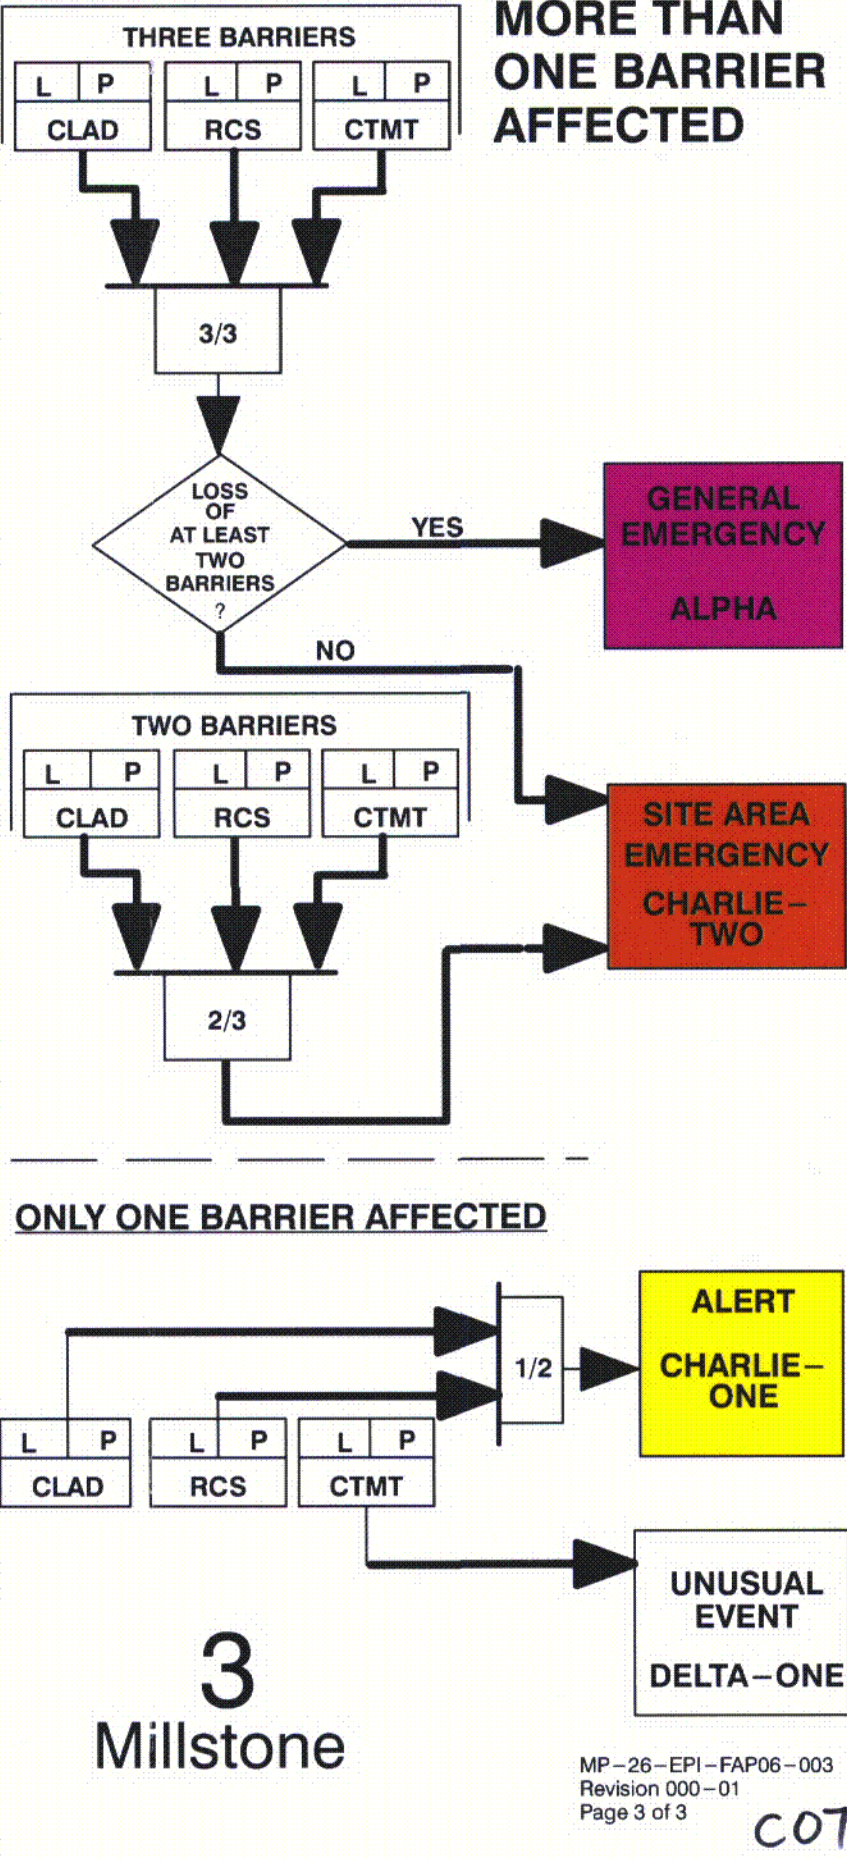 MORE THAN
ONE BARRIER
AFFECTED
THREE BARRIERS
L P L P L P
CLAD RCS CTMT
3/3
LOSS
OF
AT LEAST
TWO
BARRIERS
?
YES
GENERAL
EMERGENCY
ALPHA
NO
TWO BARRIERS
L P L P L P
CLAD RCS CTMT
2/3
SITE AREA
EMERGENCY
CHARLIE-
TWO
ONLY ONE BARRIER AFFECTED
1/2
ALERT
CHARLIE-
ONE
L P L P L P
CLAD RCS CTMT
UNUSUAL
EVENT
DELTA-ONE
3
Millstone
MP-26-EPI-FAP06-003
Revision 000-01
Page 3 of 3